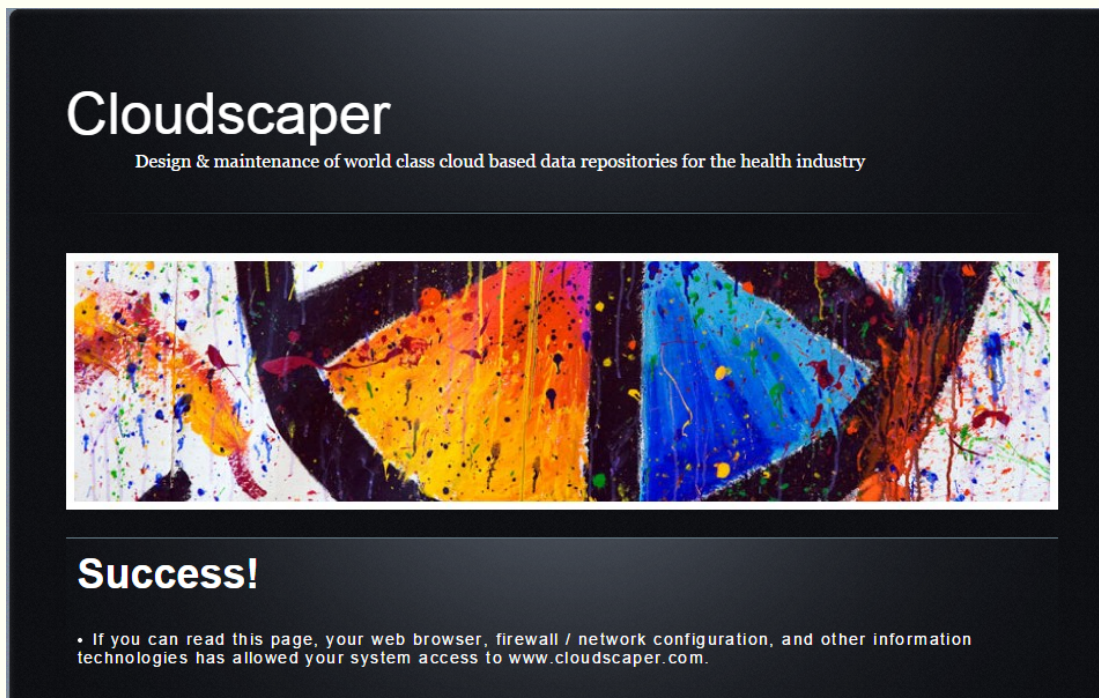 Cloudscaper
Design & maintenance of world class cloud based data repositories for the health industry
Success!
• If you can read this page, your web browser, firewall / network configuration, and other information
technologies has allowed your system access to www.cloudscaper.com.